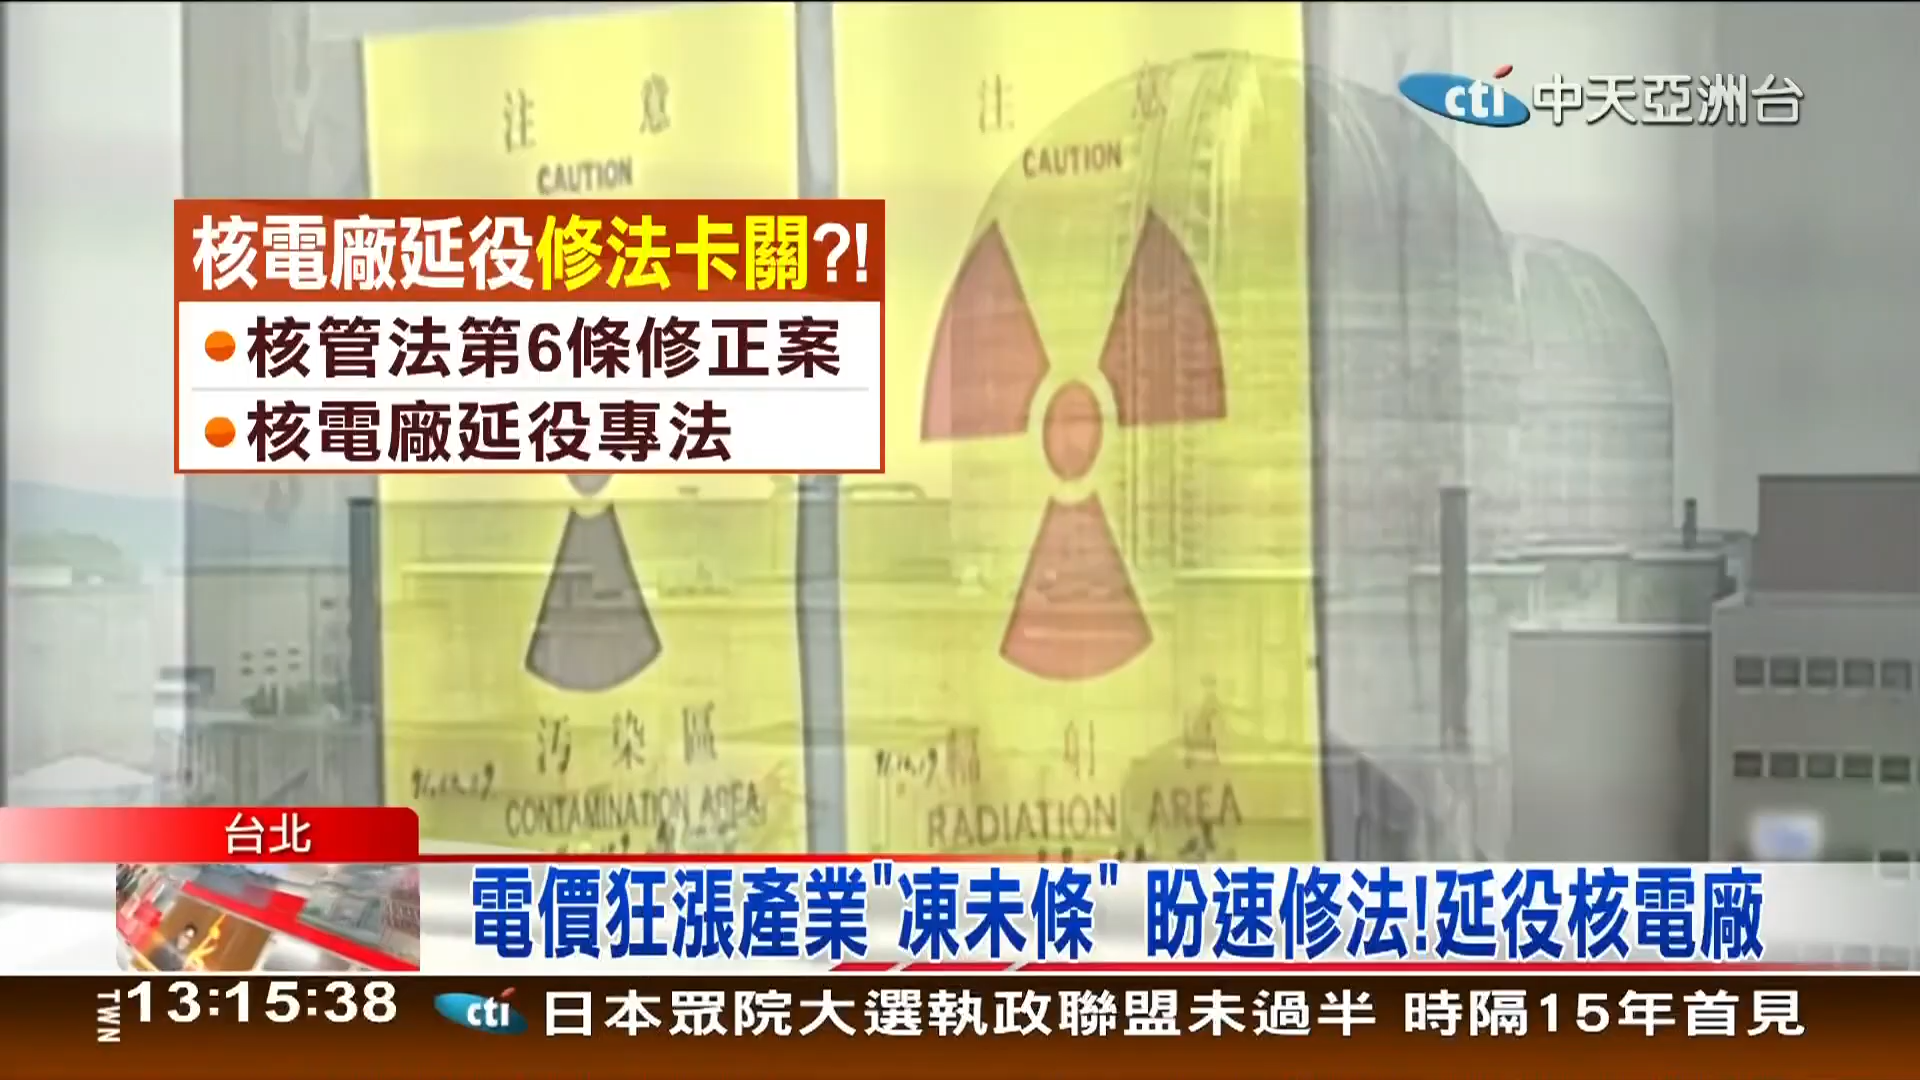 cti 中天亞洲台
注意
CAUTION
注意
CAUTION
核電廠延役修法卡關?!
核管法第6條修正案
核電廠延役專法
污染區
CONTAMINATION AREA
輻射區
RADIATION AREA
台北
電價狂漲產業"凍未條" 盼速修法!延役核電廠
TWN 13:15:38
cti 日本眾院大選執政聯盟未過半 時隔15年首見